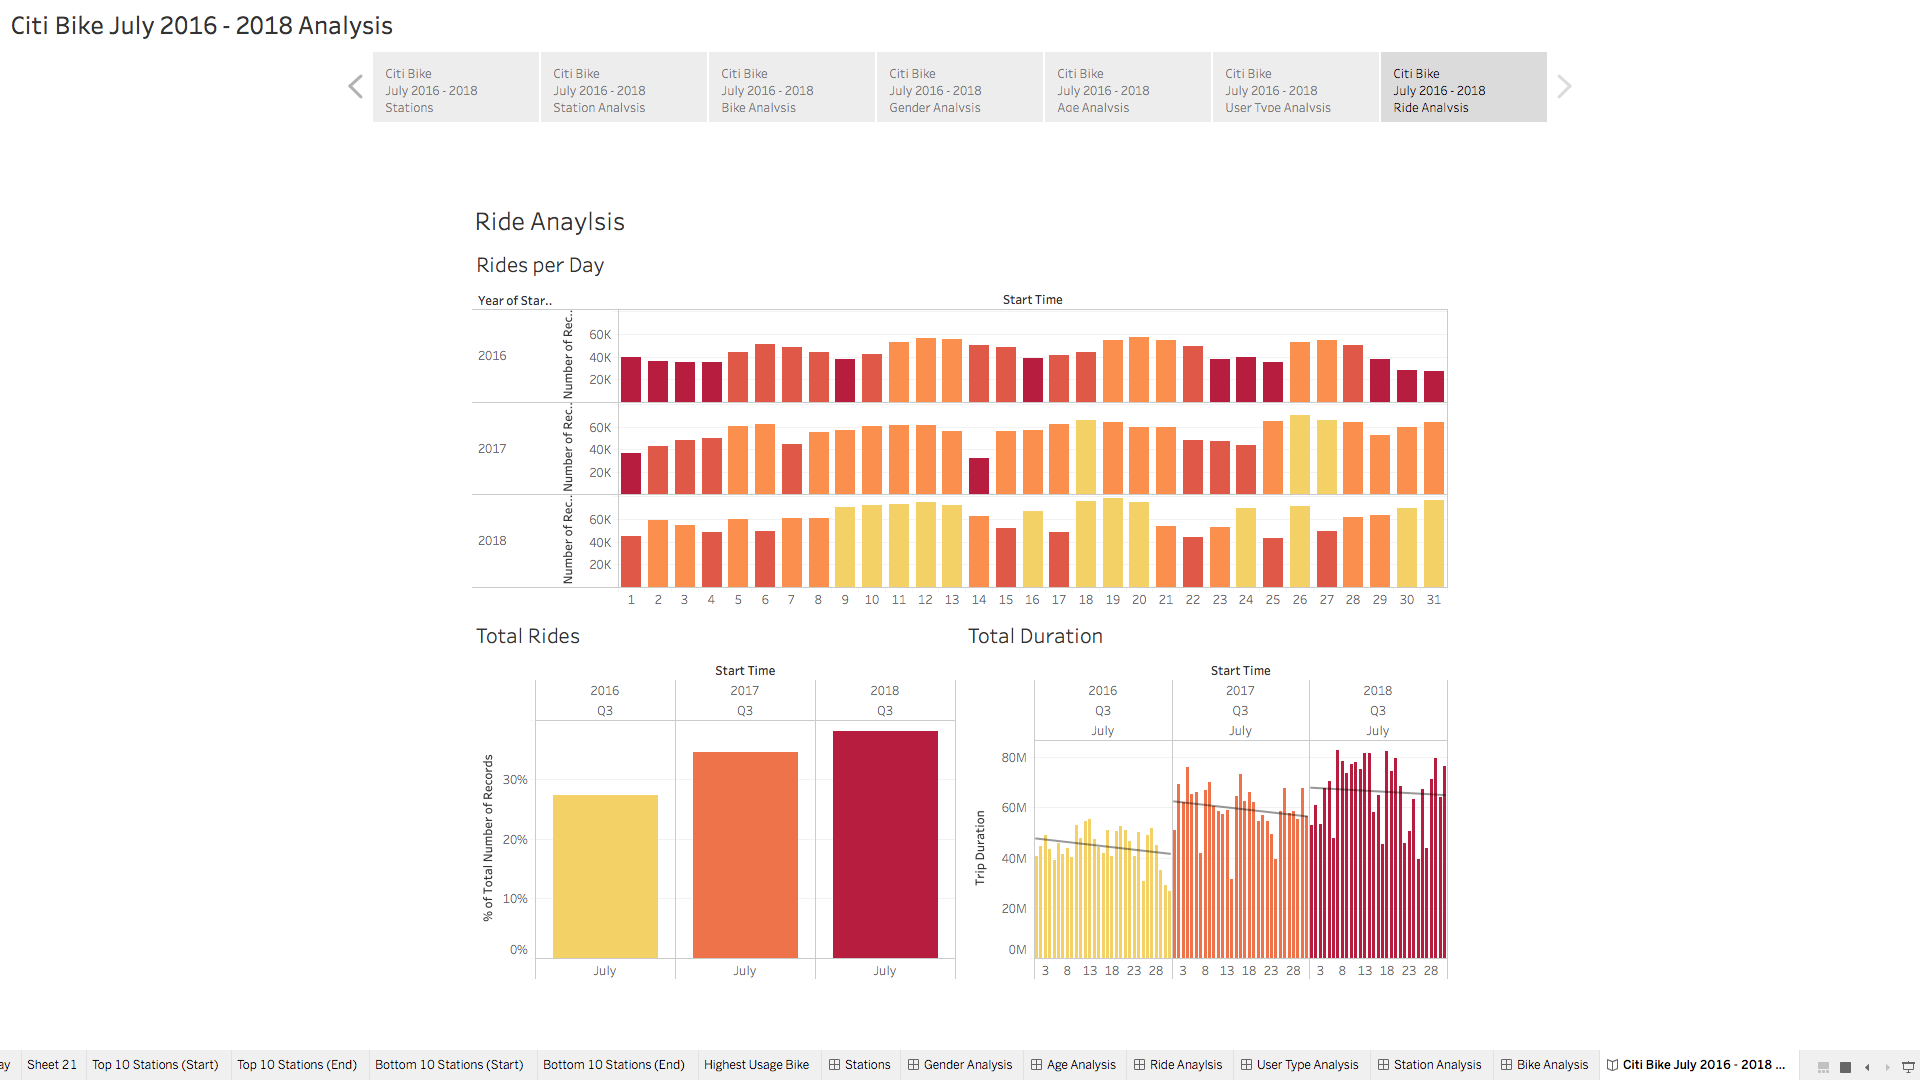 Citi Bike July 2016 - 2018 Analysis
Citi Bike
July 2016 - 2018
Stations
Citi Bike
July 2016 - 2018
Station Analysis
Citi Bike
July 2016 - 2018
Bike Analysis
Citi Bike
July 2016 - 2018
Gender Analysis
Citi Bike
July 2016 - 2018
Age Analysis
Citi Bike
July 2016 - 2018
User Type Analysis
Citi Bike
July 2016 - 2018
Ride Analysis
Ride Anaylsis
Rides per Day
Year of Star..
Start Time
2016
Number of Rec..
60K
40K
20K
2017
Number of Rec..
60K
40K
20K
2018
Number of Rec..
60K
40K
20K
1 2 3 4 5 6 7 8 9 10 11 12 13 14 15 16 17 18 19 20 21 22 23 24 25 26 27 28 29 30 31
Total Rides
Start Time
2016 2017 2018
Q3 Q3 Q3
% of Total Number of Records
30%
20%
10%
0%
July July July
Total Duration
Start Time
2016 2017 2018
Q3 Q3 Q3
July July July
Trip Duration
80M
60M
40M
20M
0M
3 8 13 18 23 28 3 8 13 18 23 28 3 8 13 18 23 28
ay Sheet 21 Top 10 Stations (Start) Top 10 Stations (End) Bottom 10 Stations (Start) Bottom 10 Stations (End) Highest Usage Bike Stations Gender Analysis Age Analysis Ride Anaylsis User Type Analysis Station Analysis Bike Analysis Citi Bike July 2016 - 2018 ...